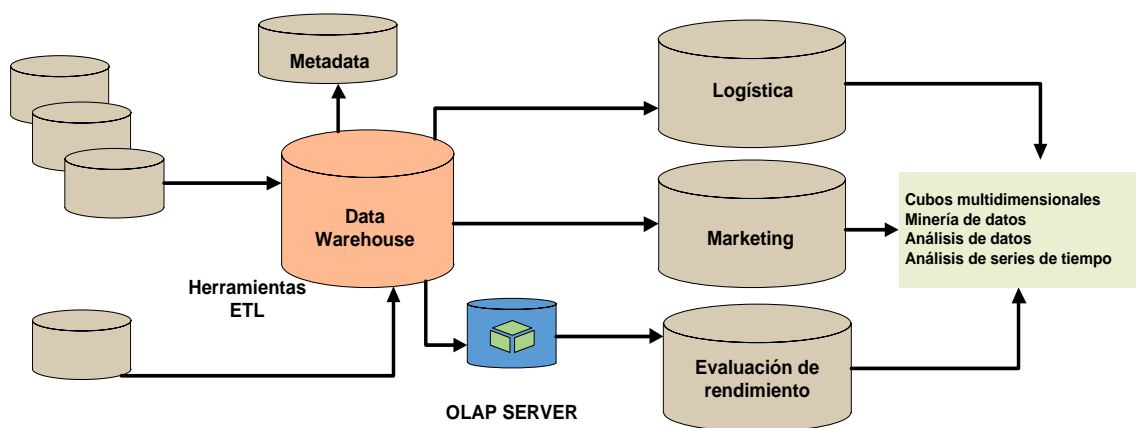 Metadata
Logística
Data
Warehouse
Marketing
Cubos multidimensionales
Minería de datos
Análisis de datos
Análisis de series de tiempo
Herramientas
ETL
Evaluación de
rendimiento
OLAP SERVER